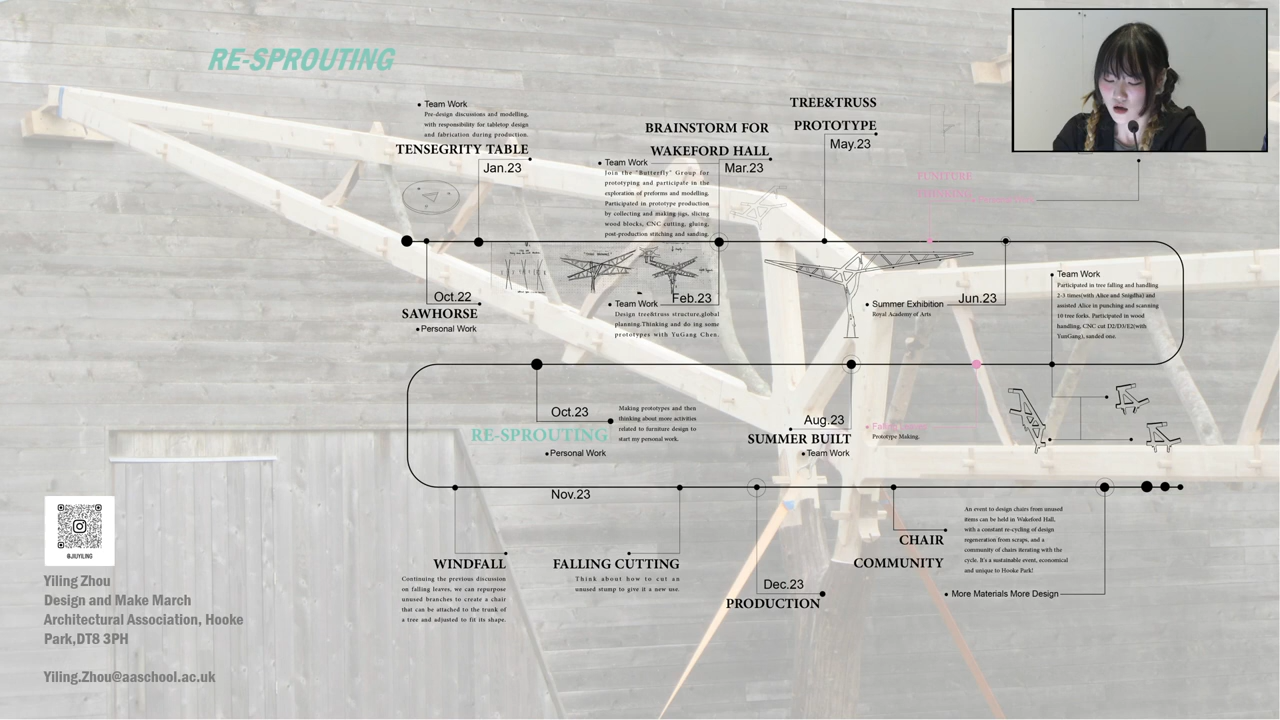 RE-SPROUTING
Team Work
Pre-design discussions and modelling,
with responsibility for tabletop design
and fabrication during production.
TENSEGRITY TABLE
Jan.23
BRAINSTORM FOR
WAKEFORD HALL
Mar.23
Team Work
Join the "Butterfly" Group for
prototyping and participate in the
exploration of preforms and modelling.
Participated in prototype production
by collecting and making jigs, slicing
wood blocks, CNC cutting, gluing,
post-production stitching and sanding.
TREE&TRUSS
PROTOTYPE
May.23
FUNITURE
Oct.22
SAWHORSE
Personal Work
Feb.23
Team Work
Design tree&truss structure,global
planning.Thinking and do ing some
prototypes with YuGang Chen.
Jun.23
Summer Exhibition
Royal Academy of Arts
Team Work
Participated in tree falling and handling
2-3 times(with Alice and Snigdha) and
assisted Alice in punching and scanning
10 tree forks. Participated in wood
handling, CNC cut D2/D3/E2(with
YunGang), sanded one.
Oct.23
RE-SPROUTING
Personal Work
Making prototypes and then
thinking about more activities
related to furniture design to
start my personal work.
Aug.23
SUMMER BUILT
Team Work
Prototype Making.
Nov.23
WINDFALL
Continuing the previous discussion
on falling leaves, we can repurpose
unused branches to create a chair
that can be attached to the trunk of
a tree and adjusted to fit its shape.
FALLING CUTTING
Think about how to cut an
unused stump to give it a new use.
Dec.23
PRODUCTION
CHAIR
COMMUNITY
An event to design chairs from unused
items can be held in Wakeford Hall,
with a constant re-cycling of design
regeneration from scraps, and a
community of chairs iterating with the
cycle. It's a sustainable event, economical
and unique to Hooke Park!
More Materials More Design
@JIUYILING
Yiling Zhou
Design and Make March
Architectural Association, Hooke
Park,DT8 3PH
Yiling.Zhou@aaschool.ac.uk